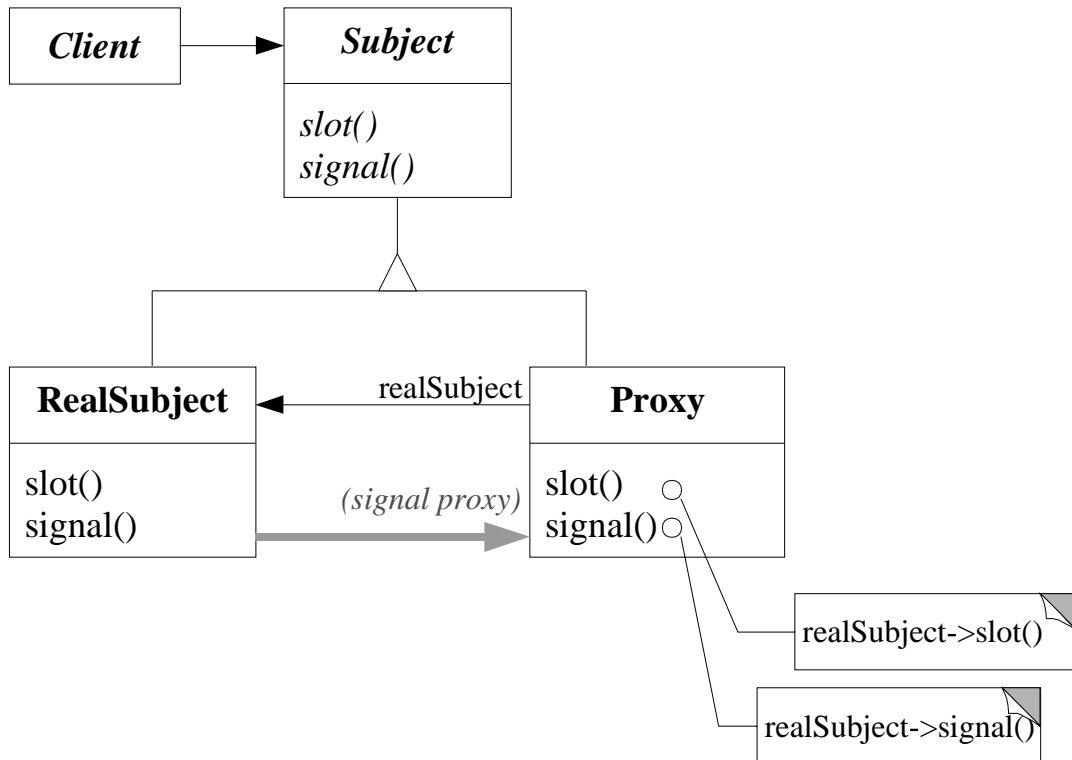 Client
Subject
slot()
signal()
RealSubject
realSubject
Proxy
slot()
signal()
(signal proxy)
slot()
signal()
realSubject->slot()
realSubject->signal()